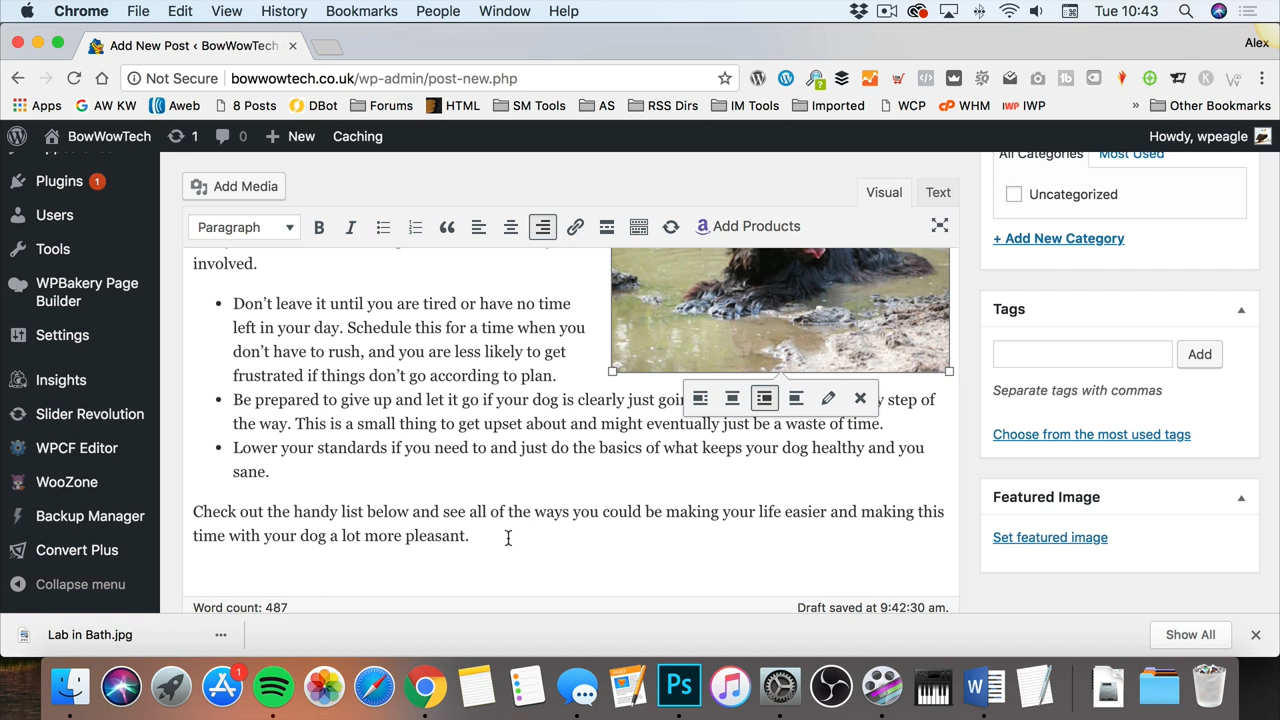 Chrome File Edit View History Bookmarks People Window Help Tue 10:43
Add New Post ‹ BowWowTech
Alex
Not Secure bowwowtech.co.uk/wp-admin/post-new.php
Apps AW KW Aweb 8 Posts DBot Forums HTML SM Tools AS RSS Dirs IM Tools Imported WCP WHM IWP » Other Bookmarks
BowWowTech 1 0 New Caching Howdy, wpeagle
Plugins 1
Users
Tools
WPBakery Page
Builder
Settings
Insights
Slider Revolution
WPCF Editor
WooZone
Backup Manager
Convert Plus
Collapse menu
Add Media
Visual Text
Paragraph Add Products
involved.
• Don’t leave it until you are tired or have no time
left in your day. Schedule this for a time when you
don’t have to rush, and you are less likely to get
frustrated if things don’t go according to plan.
• Be prepared to give up and let it go if your dog is clearly just step of
the way. This is a small thing to get upset about and might eventually just be a waste of time.
• Lower your standards if you need to and just do the basics of what keeps your dog healthy and you
sane.
Check out the handy list below and see all of the ways you could be making your life easier and making this
time with your dog a lot more pleasant.
Word count: 487 Draft saved at 9:42:30 am.
All Categories Most Used
Uncategorized
+ Add New Category
Tags
Add
Separate tags with commas
Choose from the most used tags
Featured Image
Set featured image
Lab in Bath.jpg
Show All